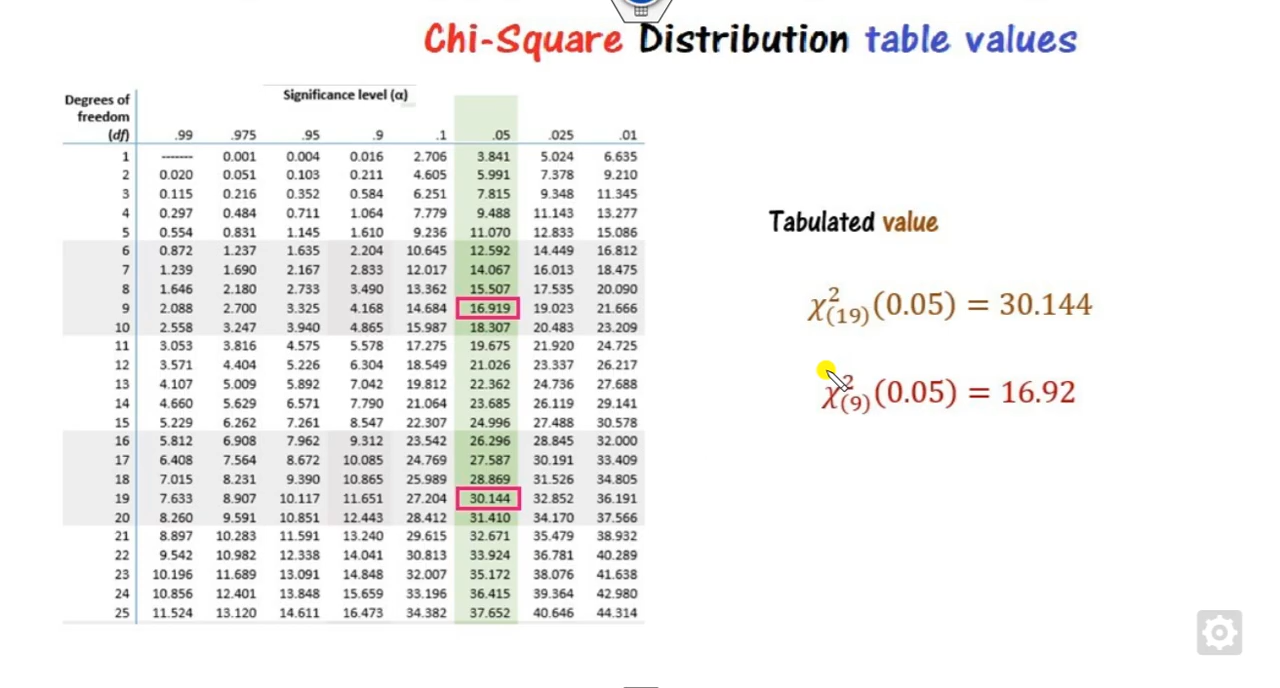 Chi-Square Distribution table values
Significance level (α)
Degrees of
freedom
(df) .99 .975 .95 .9 .1 .05 .025 .01
1 ------- 0.001 0.004 0.016 2.706 3.841 5.024 6.635
2 0.020 0.051 0.103 0.211 4.605 5.991 7.378 9.210
3 0.115 0.216 0.352 0.584 6.251 7.815 9.348 11.345
4 0.297 0.484 0.711 1.064 7.779 9.488 11.143 13.277
5 0.554 0.831 1.145 1.610 9.236 11.070 12.833 15.086
6 0.872 1.237 1.635 2.204 10.645 12.592 14.449 16.812
7 1.239 1.690 2.167 2.833 12.017 14.067 16.013 18.475
8 1.646 2.180 2.733 3.490 13.362 15.507 17.535 20.090
9 2.088 2.700 3.325 4.168 14.684 16.919 19.023 21.666
10 2.558 3.247 3.940 4.865 15.987 18.307 20.483 23.209
11 3.053 3.816 4.575 5.578 17.275 19.675 21.920 24.725
12 3.571 4.404 5.226 6.304 18.549 21.026 23.337 26.217
13 4.107 5.009 5.892 7.042 19.812 22.362 24.736 27.688
14 4.660 5.629 6.571 7.790 21.064 23.685 26.119 29.141
15 5.229 6.262 7.261 8.547 22.307 24.996 27.488 30.578
16 5.812 6.908 7.962 9.312 23.542 26.296 28.845 32.000
17 6.408 7.564 8.672 10.085 24.769 27.587 30.191 33.409
18 7.015 8.231 9.390 10.865 25.989 28.869 31.526 34.805
19 7.633 8.907 10.117 11.651 27.204 30.144 32.852 36.191
20 8.260 9.591 10.851 12.443 28.412 31.410 34.170 37.566
21 8.897 10.283 11.591 13.240 29.615 32.671 35.479 38.932
22 9.542 10.982 12.338 14.041 30.813 33.924 36.781 40.289
23 10.196 11.689 13.091 14.848 32.007 35.172 38.076 41.638
24 10.856 12.401 13.848 15.659 33.196 36.415 39.364 42.980
25 11.524 13.120 14.611 16.473 34.382 37.652 40.646 44.314
Tabulated value
χ²₍₁₉₎(0.05) = 30.144
χ²₍₉₎(0.05) = 16.92